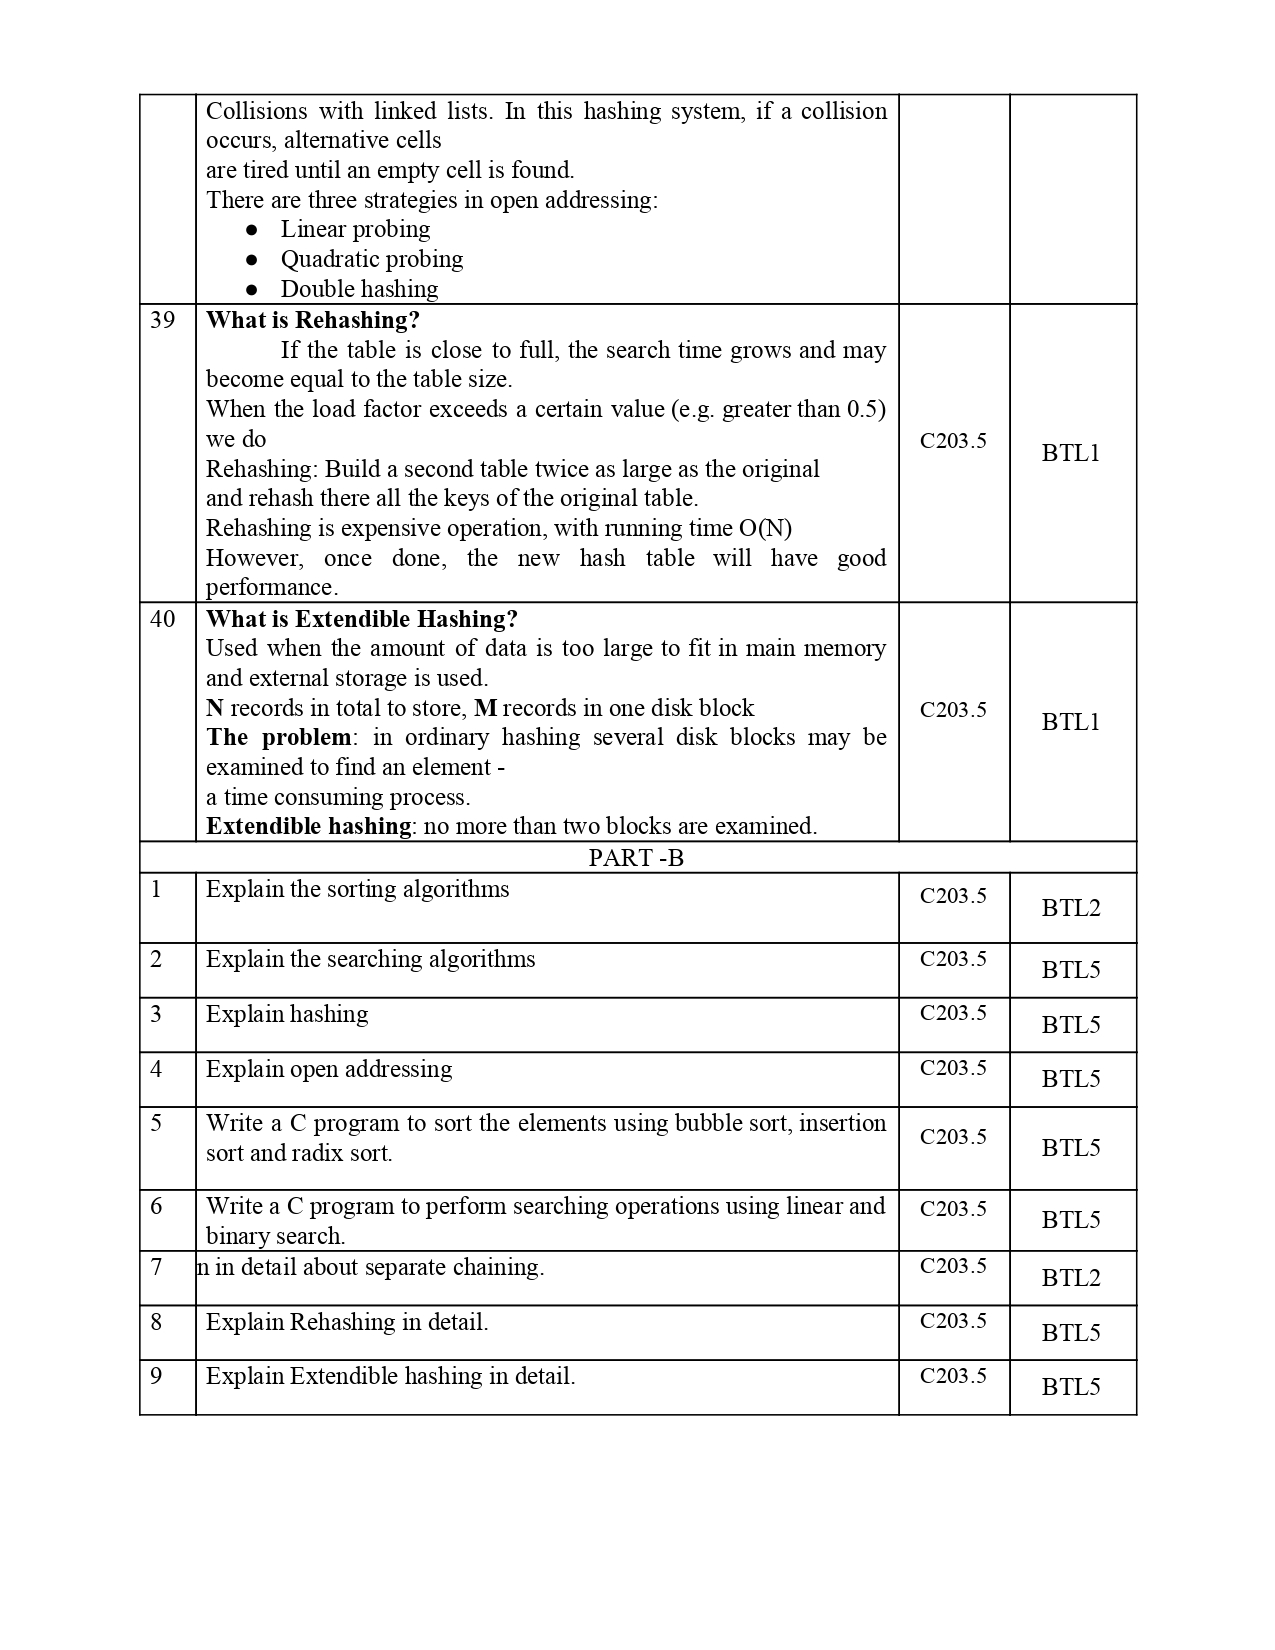 Collisions with linked lists. In this hashing system, if a collision
occurs, alternative cells
are tired until an empty cell is found.
There are three strategies in open addressing:
● Linear probing
● Quadratic probing
● Double hashing
39 What is Rehashing?
If the table is close to full, the search time grows and may
become equal to the table size.
When the load factor exceeds a certain value (e.g. greater than 0.5)
we do
Rehashing: Build a second table twice as large as the original
and rehash there all the keys of the original table.
Rehashing is expensive operation, with running time O(N)
However, once done, the new hash table will have good
performance.
C203.5
BTL1
40 What is Extendible Hashing?
Used when the amount of data is too large to fit in main memory
and external storage is used.
N records in total to store, M records in one disk block
The problem: in ordinary hashing several disk blocks may be
examined to find an element -
a time consuming process.
Extendible hashing: no more than two blocks are examined.
C203.5
BTL1
PART -B
1 Explain the sorting algorithms C203.5 BTL2
2 Explain the searching algorithms C203.5 BTL5
3 Explain hashing C203.5 BTL5
4 Explain open addressing C203.5 BTL5
5 Write a C program to sort the elements using bubble sort, insertion
sort and radix sort.
C203.5 BTL5
6 Write a C program to perform searching operations using linear and
binary search.
C203.5 BTL5
7 n in detail about separate chaining. C203.5 BTL2
8 Explain Rehashing in detail. C203.5 BTL5
9 Explain Extendible hashing in detail. C203.5 BTL5